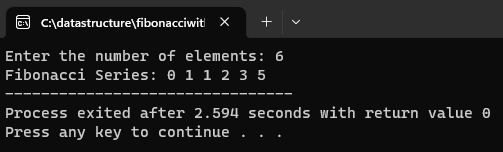 C:\datastructure\fibonacciwitl
Enter the number of elements: 6
Fibonacci Series: 0 1 1 2 3 5
--------------------------------
Process exited after 2.594 seconds with return value 0
Press any key to continue . . .